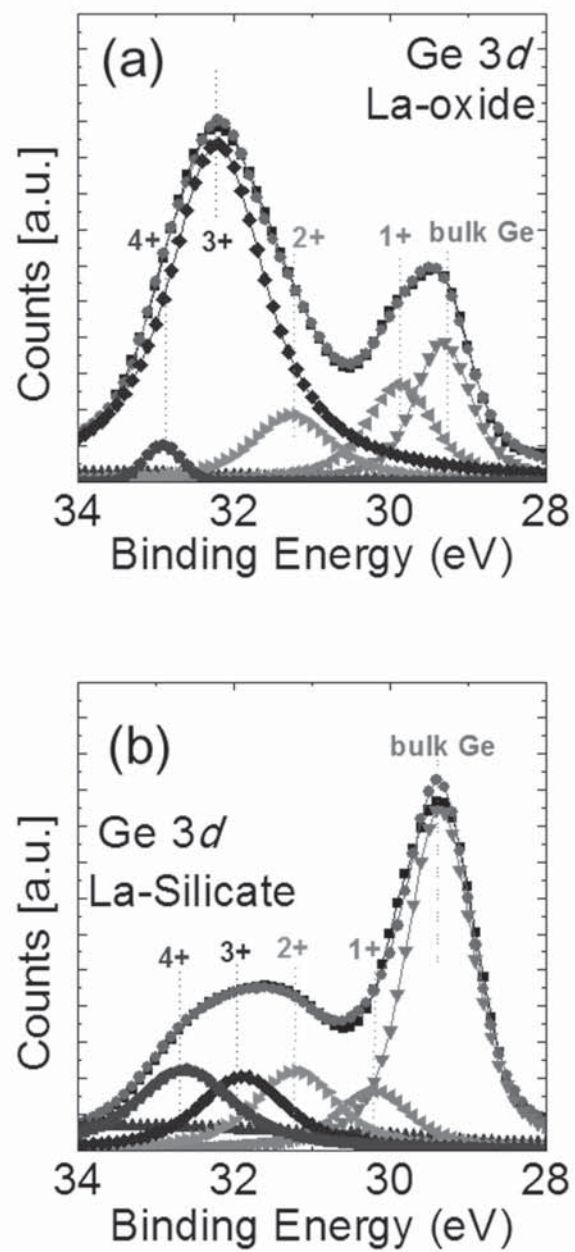 (a)
Ge 3d
La-oxide
4+ 3+ 2+ 1+ bulk Ge
Counts [a.u.]
34 32 30 28
Binding Energy (eV)
(b)
bulk Ge
Ge 3d
La-Silicate
4+ 3+ 2+ 1+
Counts [a.u.]
34 32 30 28
Binding Energy (eV)